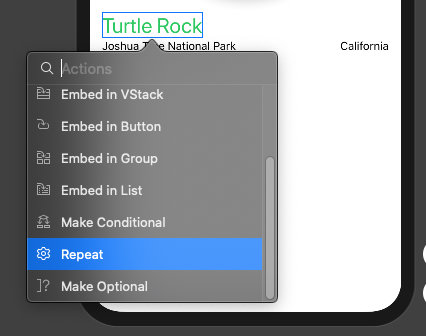 Turtle Rock
Joshua Tree National Park California
Actions
Embed in VStack
Embed in Button
Embed in Group
Embed in List
Make Conditional
Repeat
Make Optional